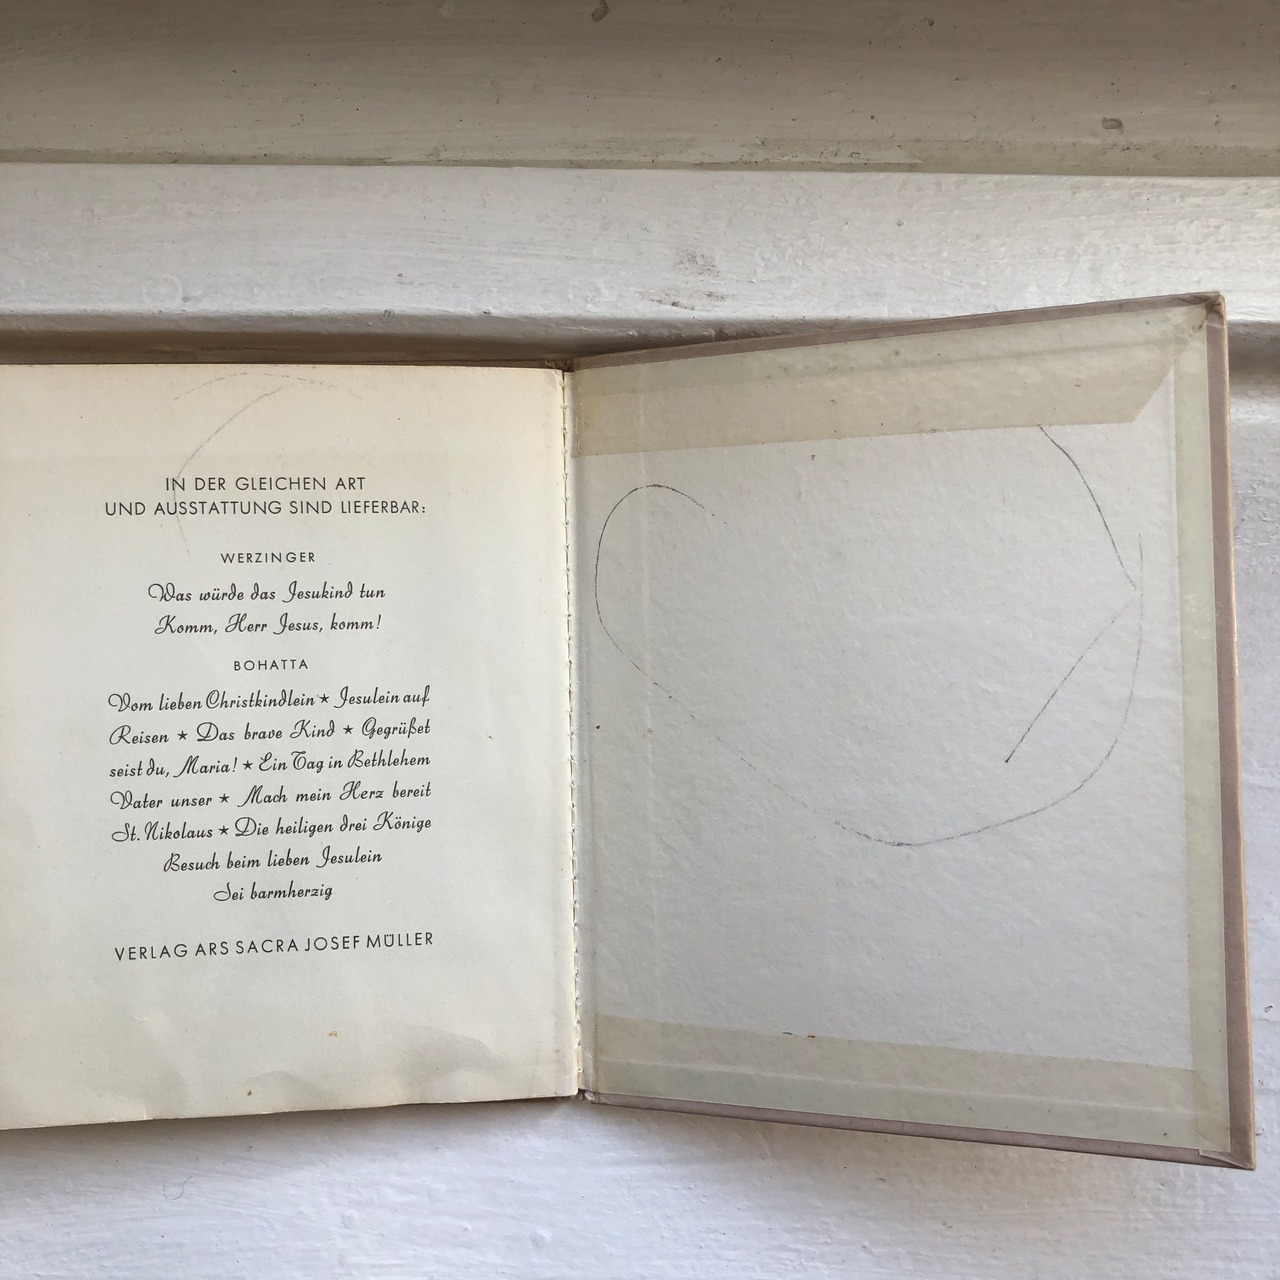 IN DER GLEICHEN ART
UND AUSSTATTUNG SIND LIEFERBAR:
WERZINGER
Was würde das Jesukind tun
Komm, Herr Jesus, komm!
BOHATTA
Vom lieben Christkindlein ★ Jesulein auf
Reisen ★ Das brave Kind ★ Gegrüßet
seist du, Maria! ★ Ein Tag in Bethlehem
Vater unser ★ Mach mein Herz bereit
St. Nikolaus ★ Die heiligen drei Könige
Besuch beim lieben Jesulein
Sei barmherzig
VERLAG ARS SACRA JOSEF MÜLLER